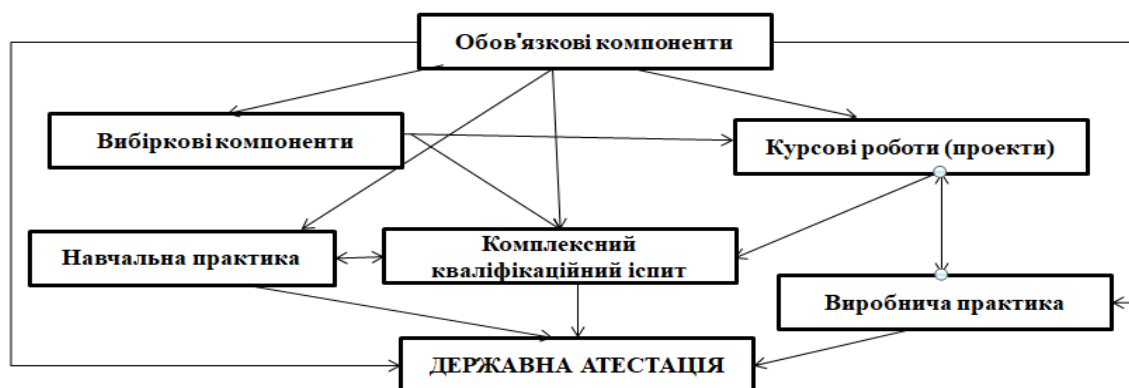 Обов'язкові компоненти
Вибіркові компоненти
Курсові роботи (проекти)
Навчальна практика
Комплексний
кваліфікаційний іспит
Виробнича практика
ДЕРЖАВНА АТЕСТАЦІЯ